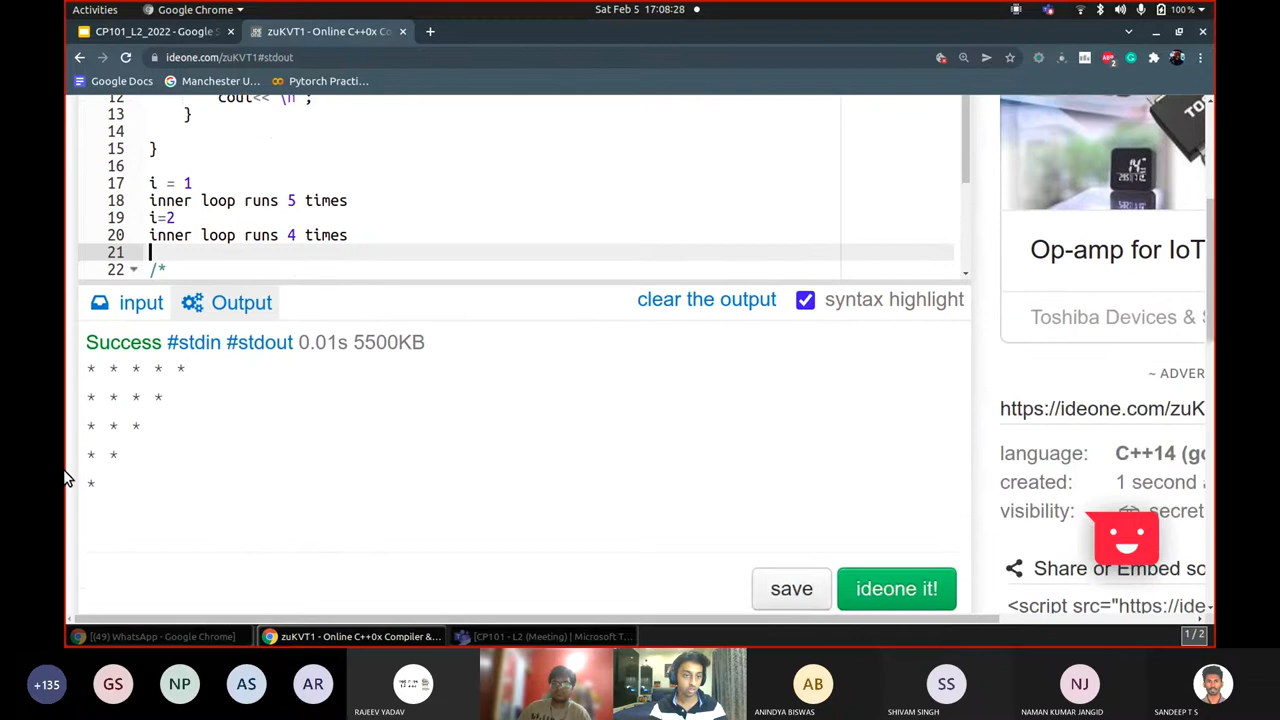 Activities
Google Chrome
Sat Feb 5 17:08:28
100 %
CP101_L2_2022 - Google S
zuKVT1 - Online C++0x Co
ideone.com/zuKVT1#stdout
Google Docs
Manchester U...
Pytorch Practi...
12 cout<< "\n";
13 }
14
15 }
16
17 i = 1
18 inner loop runs 5 times
19 i=2
20 inner loop runs 4 times
21
22 /*
input
Output
clear the output
syntax highlight
Success #stdin #stdout 0.01s 5500KB
* * * * *
* * * *
* * *
* *
*
save
ideone it!
TO
14
Op-amp for IoT
Toshiba Devices &
~ ADVER
https://ideone.com/zuK
language: C++14 (g
created: 1 second
visibility: secret
Share or Embed so
<script src="https://ide
[(49) WhatsApp - Google Chrome]
zuKVT1 - Online C++0x Compiler &...
[CP101 - L2 (Meeting) | Microsoft T...
1 / 2
+135
GS
NP
AS
AR
RAJEEV YADAV
AB
ANINDYA BISWAS
SS
SHIVAM SINGH
NJ
NAMAN KUMAR JANGID
SANDEEP T S